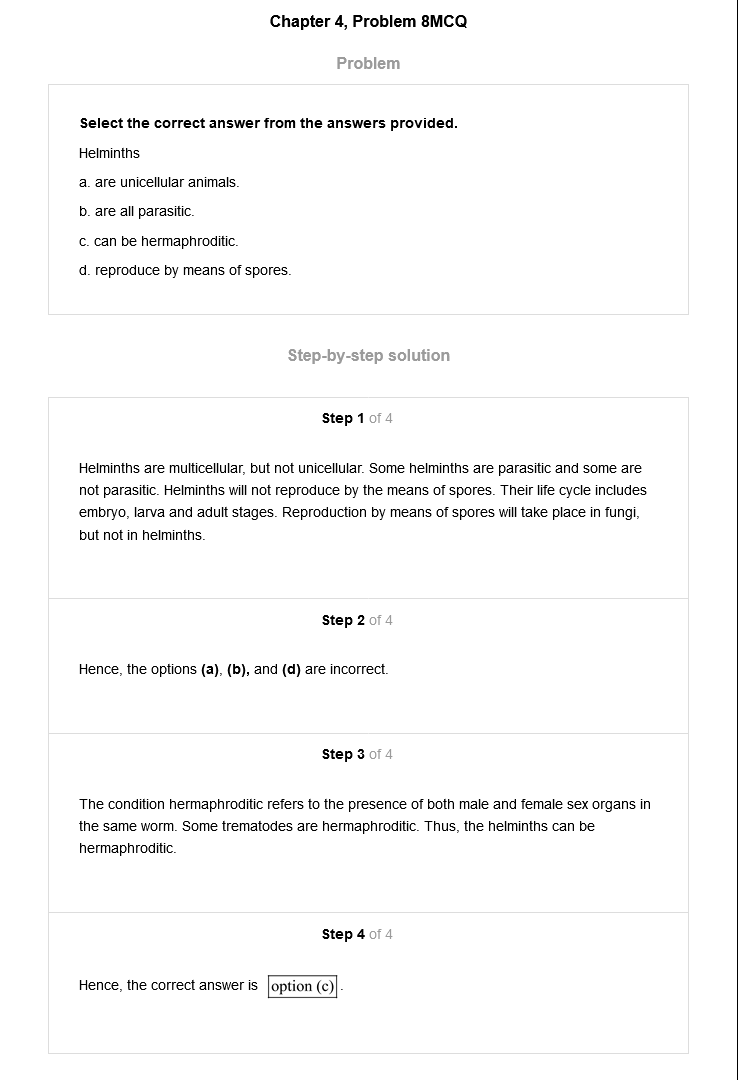 Chapter 4, Problem 8MCQ
Problem
Select the correct answer from the answers provided.
Helminths
a. are unicellular animals.
b. are all parasitic.
c. can be hermaphroditic.
d. reproduce by means of spores.
Step-by-step solution
Step 1 of 4
Helminths are multicellular, but not unicellular. Some helminths are parasitic and some are
not parasitic. Helminths will not reproduce by the means of spores. Their life cycle includes
embryo, larva and adult stages. Reproduction by means of spores will take place in fungi,
but not in helminths.
Step 2 of 4
Hence, the options (a), (b), and (d) are incorrect.
Step 3 of 4
The condition hermaphroditic refers to the presence of both male and female sex organs in
the same worm. Some trematodes are hermaphroditic. Thus, the helminths can be
hermaphroditic.
Step 4 of 4
Hence, the correct answer is option (c).